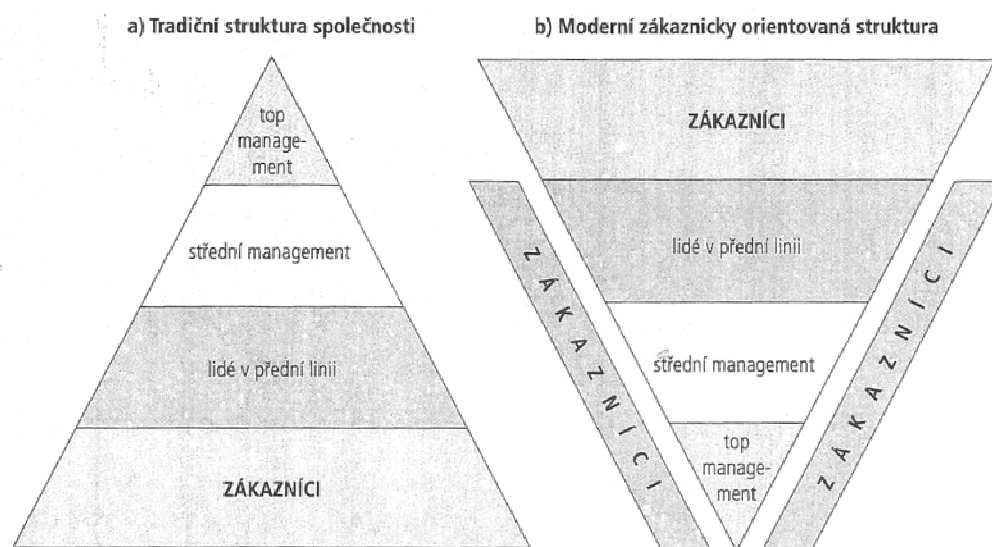 a) Tradiční struktura společnosti
top
manage-
ment
střední management
lidé v přední linii
ZÁKAZNÍCI
b) Moderní zákaznicky orientovaná struktura
ZÁKAZNÍCI
lidé v přední linii
střední management
top
manage-
ment
ZÁKAZNÍCI
ZÁKAZNÍCI